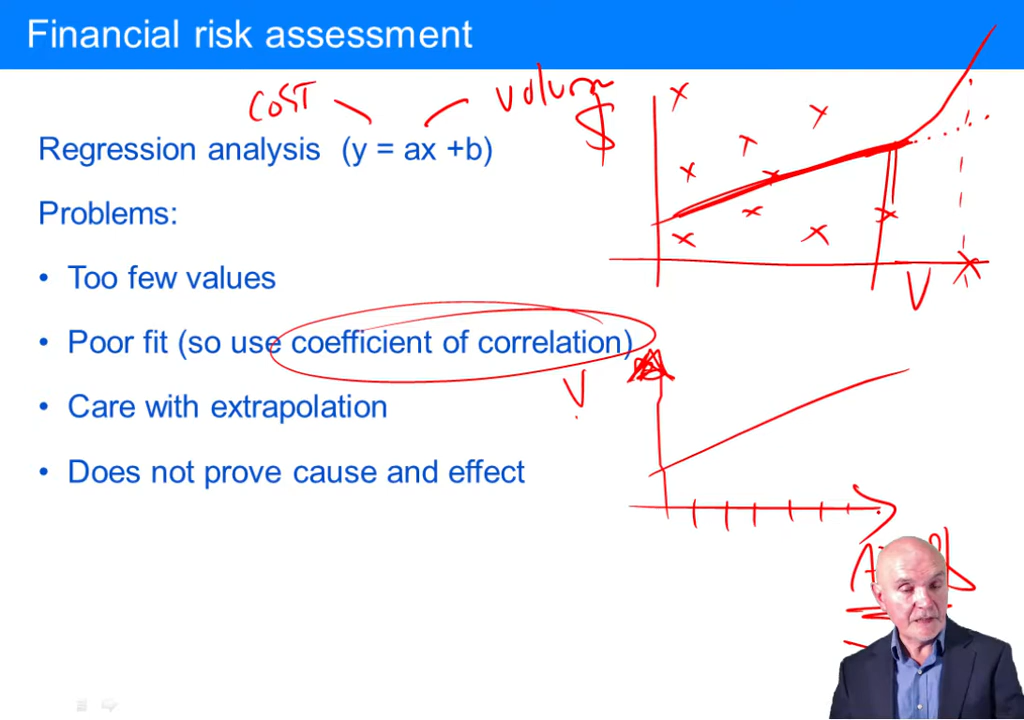 Financial risk assessment
COST
volume
$
Regression analysis (y = ax +b)
Problems:
• Too few values
V
• Poor fit (so use coefficient of correlation)
V
• Care with extrapolation
• Does not prove cause and effect